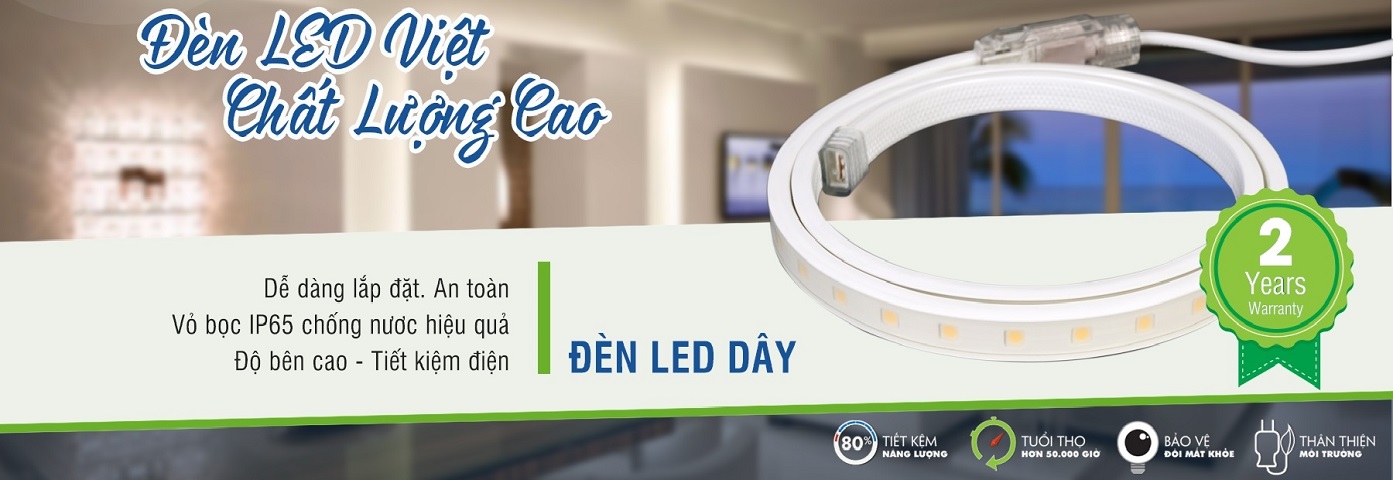 Đèn LED Việt
Chất Lượng Cao
Dễ dàng lắp đặt. An toàn
Vỏ bọc IP65 chống nược hiệu quả
Độ bên cao - Tiết kiệm điện
ĐÈN LED DÂY
2
Years
Warranty
80%
TIẾT KỆM
NĂNG LƯỢNG
TUỔI THỌ
HƠN 50.000 GIỜ
BẢO VỆ
ĐÔI MẮT KHỎE
THÂN THIỆN
MÔI TRƯỜNG